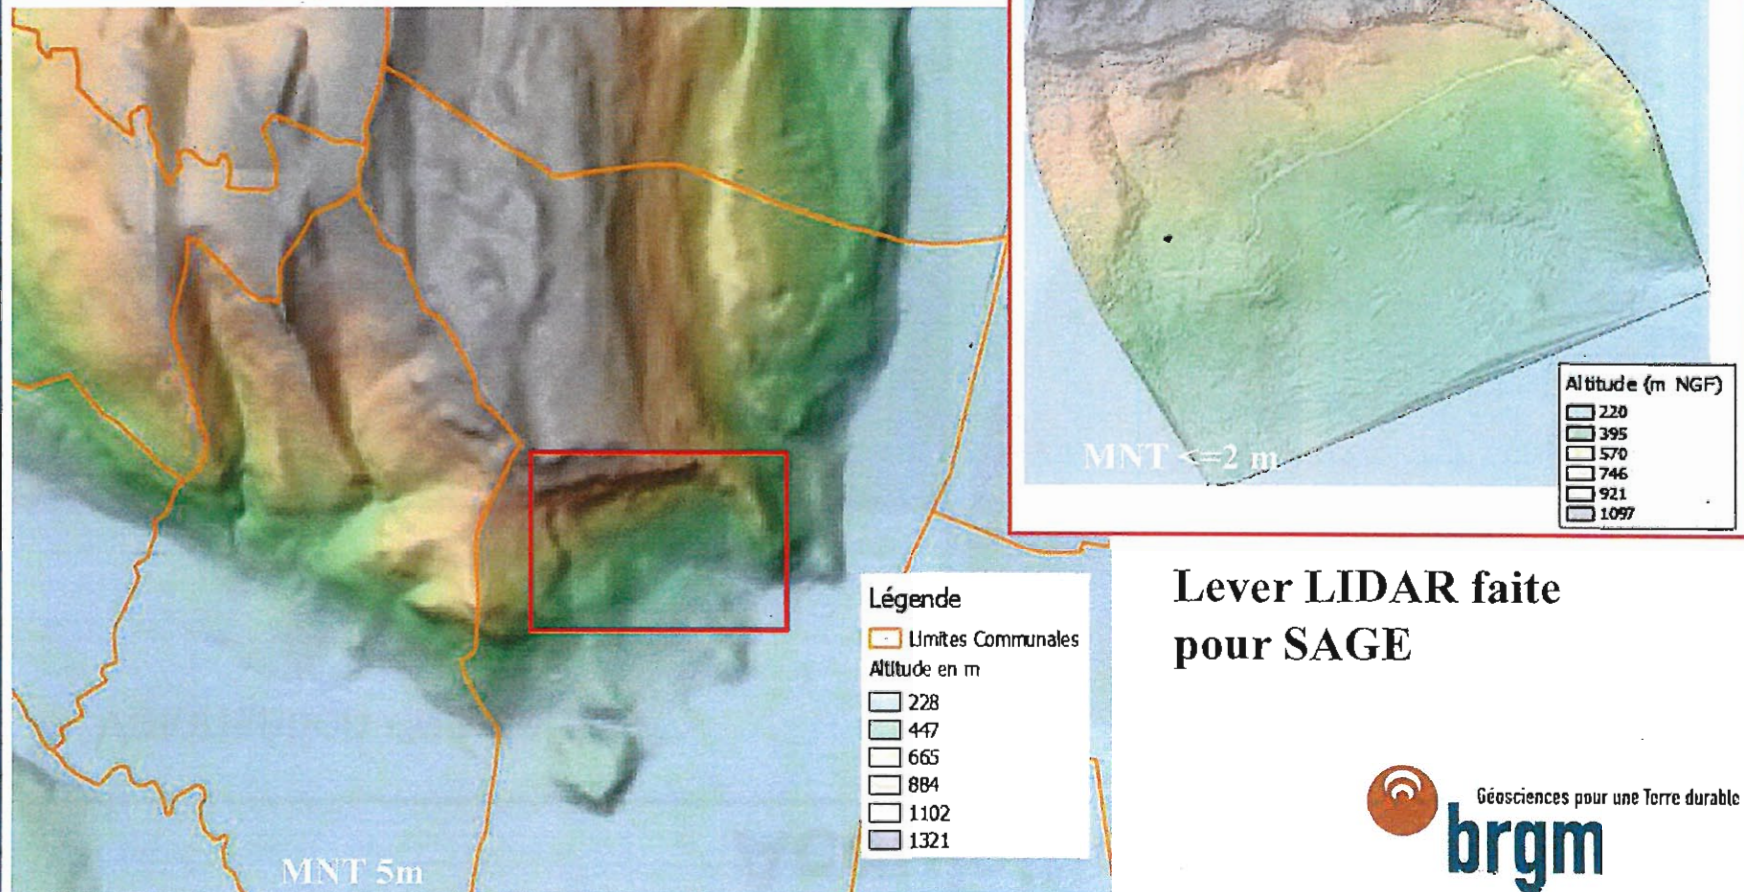 MNT <=2 m
Altitude (m NGF)
220
395
570
746
921
1097
Légende
Limites Communales
Altitude en m
228
447
665
884
1102
1321
MNT 5m
Lever LIDAR faite
pour SAGE
Géosciences pour une Terre durable
brgm